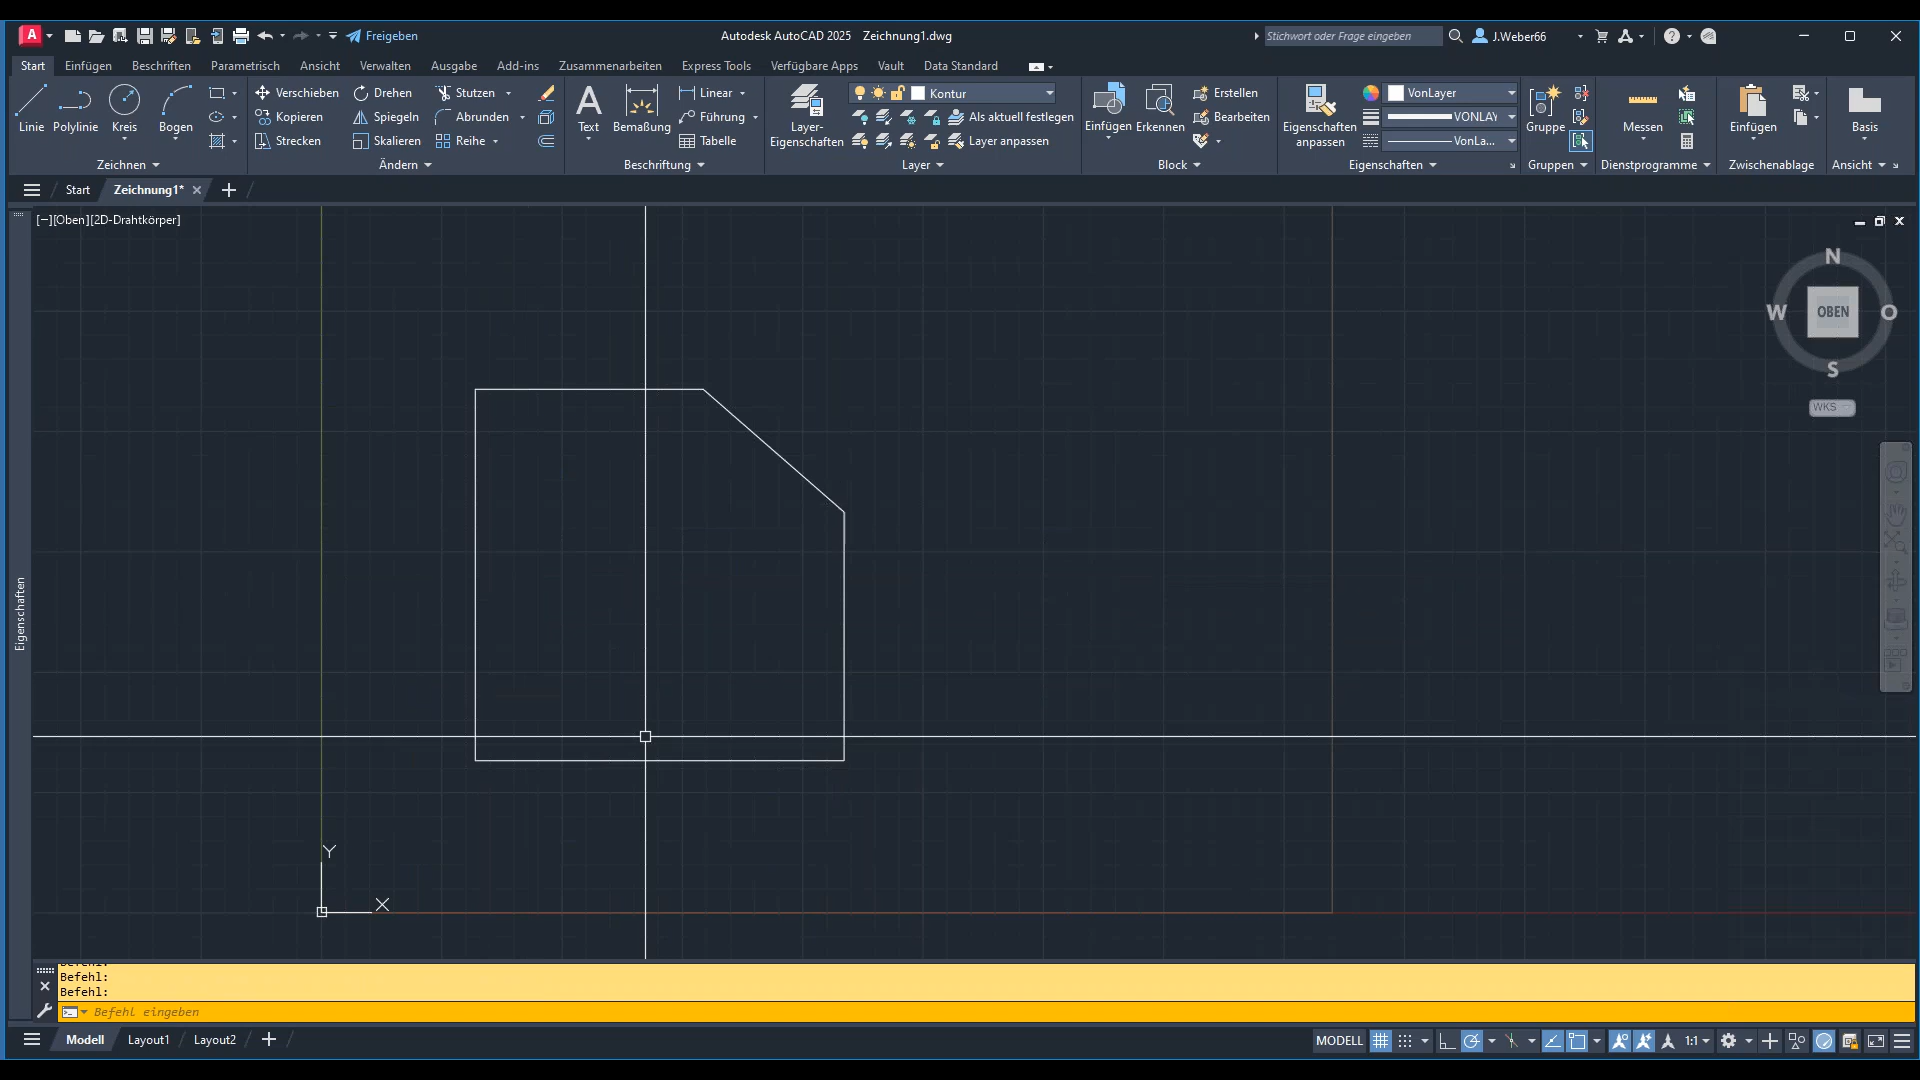 A Freigeben Autodesk AutoCAD 2025 Zeichnung1.dwg Stichwort oder Frage eingeben J.Weber66
Start Einfügen Beschriften Parametrisch Ansicht Verwalten Ausgabe Add-ins Zusammenarbeiten Express Tools Verfügbare Apps Vault Data Standard
Linie Polylinie Kreis Bogen
Verschieben Drehen Stutzen
Kopieren Spiegeln Abrunden
Strecken Skalieren Reihe
Text Bemaßung
Linear
Führung
Tabelle
Layer-
Eigenschaften
Kontur
Als aktuell festlegen
Layer anpassen
Einfügen Erkennen
Erstellen
Bearbeiten
Eigenschaften
anpassen
VonLayer
VONLAY
VonLa...
Gruppe
Messen
Einfügen
Basis
Zeichnen Ändern Beschriftung Layer Block Eigenschaften Gruppen Dienstprogramme Zwischenablage Ansicht
Start Zeichnung1*
[−][Oben][2D-Drahtkörper]
N
W OBEN O
S
WKS
Eigenschaften
Y
X
Befehl:
Befehl:
Befehl:
Befehl eingeben
Modell Layout1 Layout2 MODELL 1:1